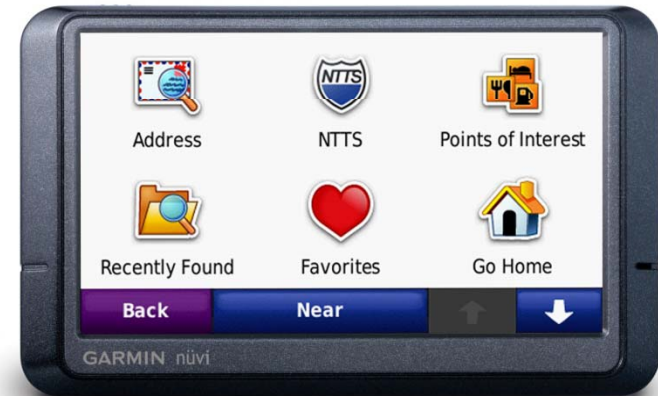 NTTS
Address
NTTS
Points of Interest
Recently Found
Favorites
Go Home
Back
Near
GARMIN nüvi